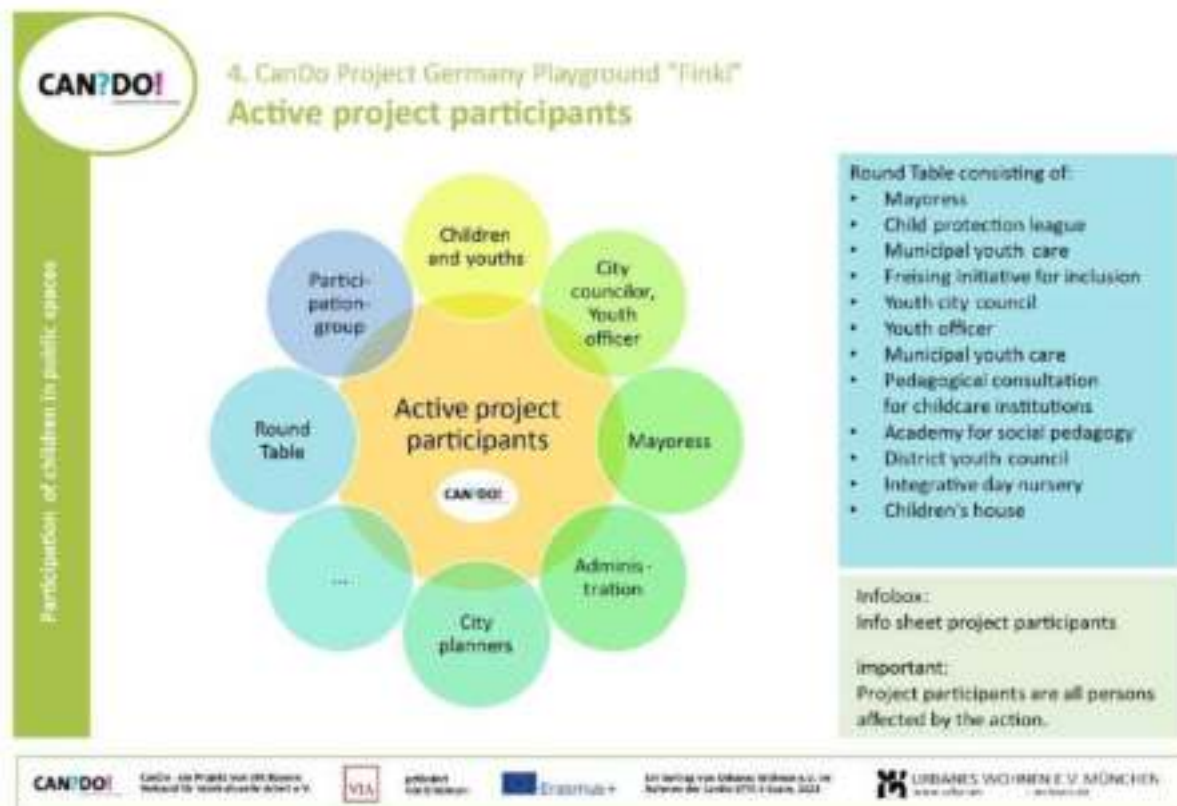 CAN?DO!
4. CanDo Project Germany Playground "Finki"
Active project participants
Participation of children in public spaces
Children
and youths
City
councilor,
Youth
officer
Mayoress
Adminis-
tration
City
planners
...
Round
Table
Partici-
pation-
group
Active project
participants
CAN?DO!
Round Table consisting of:
• Mayoress
• Child protection league
• Municipal youth care
• Freising initiative for inclusion
• Youth city council
• Youth officer
• Municipal youth care
• Pedagogical consultation
for childcare institutions
• Academy for social pedagogy
• District youth council
• Integrative day nursery
• Children's house
Infobox:
Info sheet project participants
Important:
Project participants are all persons
affected by the action.
CAN?DO!
VIA
Erasmus+
URBANES WOHNEN E.V. MÜNCHEN